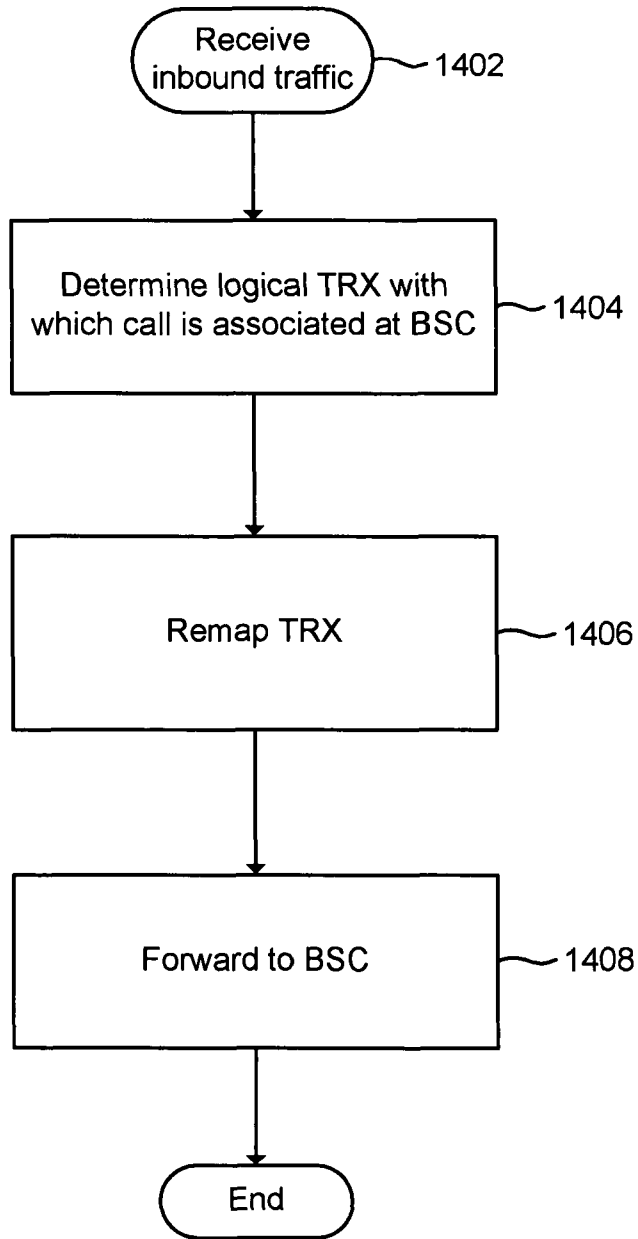 Receive
inbound traffic
1402
Determine logical TRX with
which call is associated at BSC
1404
Remap TRX
1406
Forward to BSC
1408
End